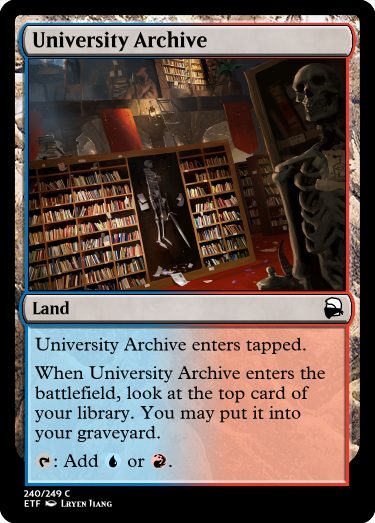 University Archive
Land
University Archive enters tapped.
When University Archive enters the
battlefield, look at the top card of
your library. You may put it into
your graveyard.
: Add or .
240/249 C
ETF Lryen Jiang